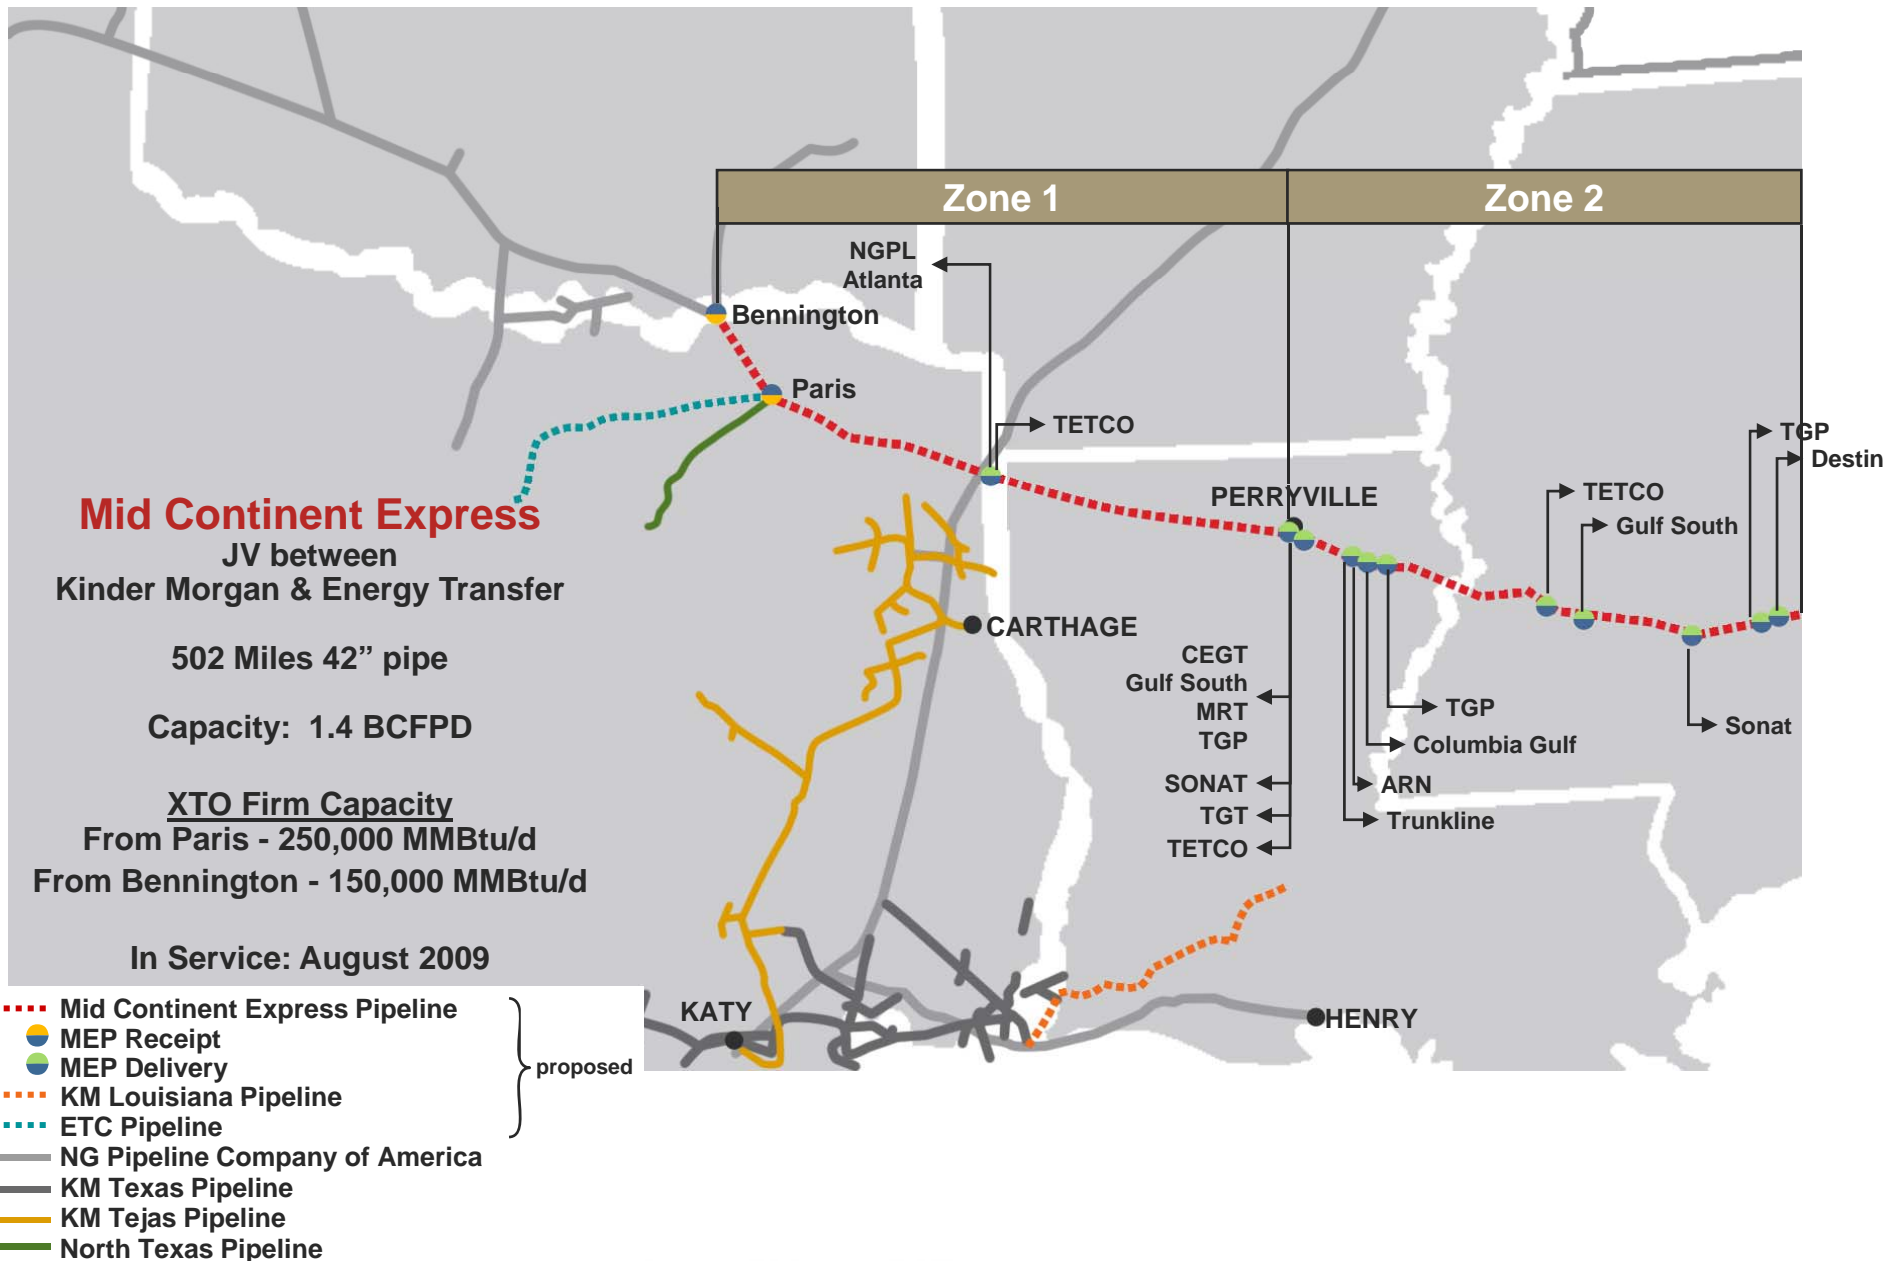 Zone 1
Zone 2
NGPL
Atlanta
Bennington
Paris
TETCO
TGP
Destin
PERRYVILLE
TETCO
Gulf South
Mid Continent Express
JV between
Kinder Morgan & Energy Transfer
502 Miles 42” pipe
Capacity: 1.4 BCFPD
XTO Firm Capacity
From Paris - 250,000 MMBtu/d
From Bennington - 150,000 MMBtu/d
In Service: August 2009
CARTHAGE
CEGT
Gulf South
MRT
TGP
SONAT
TGT
TETCO
TGP
Columbia Gulf
ARN
Trunkline
Sonat
KATY
HENRY
Mid Continent Express Pipeline
MEP Receipt
MEP Delivery
KM Louisiana Pipeline
ETC Pipeline
proposed
NG Pipeline Company of America
KM Texas Pipeline
KM Tejas Pipeline
North Texas Pipeline